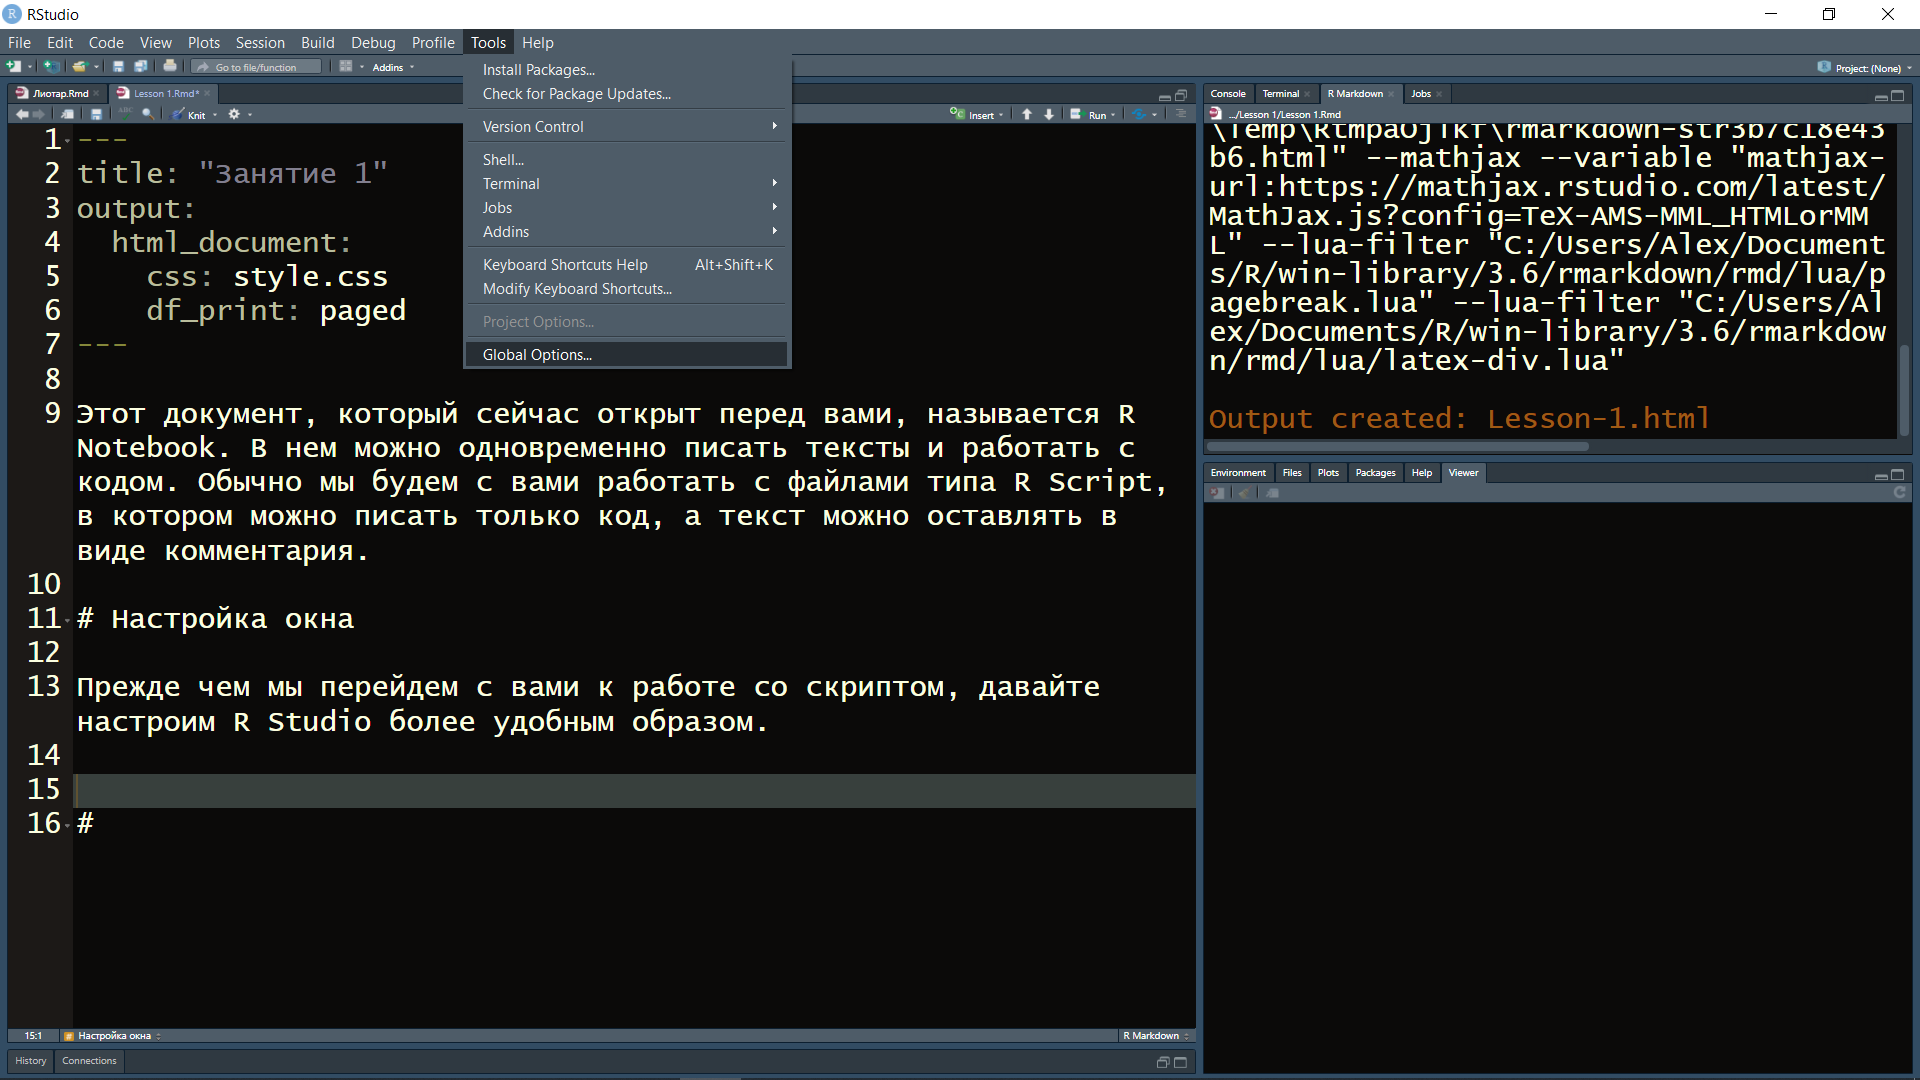 RStudio
File Edit Code View Plots Session Build Debug Profile Tools Help
Go to file/function Addins Project: (None)
Лиотар.Rmd Lesson 1.Rmd*
ABC Knit Insert Run
1 ---
2 title: "Занятие 1"
3 output:
4 html_document:
5 css: style.css
6 df_print: paged
7 ---
8
9 Этот документ, который сейчас открыт перед вами, называется R
Notebook. В нем можно одновременно писать тексты и работать с
кодом. Обычно мы будем с вами работать с файлами типа R Script,
в котором можно писать только код, а текст можно оставлять в
виде комментария.
10
11 # Настройка окна
12
13 Прежде чем мы перейдем с вами к работе со скриптом, давайте
настроим R Studio более удобным образом.
14
15
16 #
15:1 # Настройка окна R Markdown
History Connections
Install Packages...
Check for Package Updates...
Version Control
Shell...
Terminal
Jobs
Addins
Keyboard Shortcuts Help Alt+Shift+K
Modify Keyboard Shortcuts...
Project Options...
Global Options...
Console Terminal R Markdown Jobs
.../Lesson 1/Lesson 1.Rmd
\Temp\RtmpaOjTkf\rmarkdown-str3b7c18e43
b6.html" --mathjax --variable "mathjax-
url:https://mathjax.rstudio.com/latest/
MathJax.js?config=TeX-AMS-MML_HTMLorMM
L" --lua-filter "C:/Users/Alex/Document
s/R/win-library/3.6/rmarkdown/rmd/lua/p
agebreak.lua" --lua-filter "C:/Users/Al
ex/Documents/R/win-library/3.6/rmarkdow
n/rmd/lua/latex-div.lua"
Output created: Lesson-1.html
Environment Files Plots Packages Help Viewer